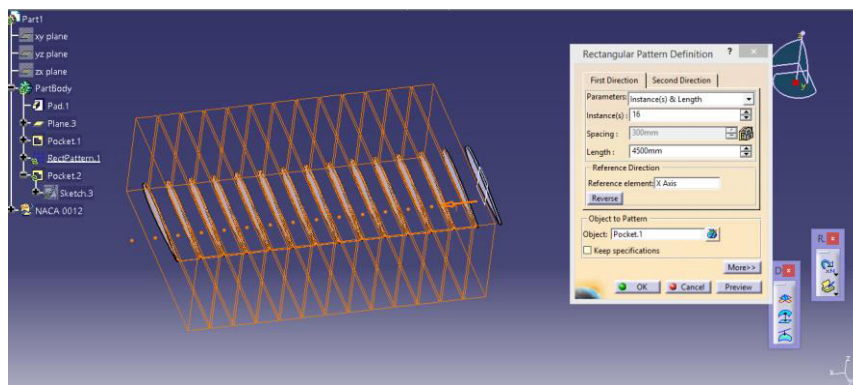 Part1
xy plane
yz plane
zx plane
PartBody
Pad.1
Plane.3
Pocket.1
RectPattern.1
Pocket.2
Sketch.3
NACA 0012
Rectangular Pattern Definition ? x
First Direction Second Direction
Parameters: Instance(s) & Length
Instance(s) : 16
Spacing : 300mm
Length : 4500mm
Reference Direction
Reference element: X Axis
Reverse
Object to Pattern
Object: Pocket.1
Keep specifications
More>>
OK Cancel Preview
z
y
R.. x
D x
z
x